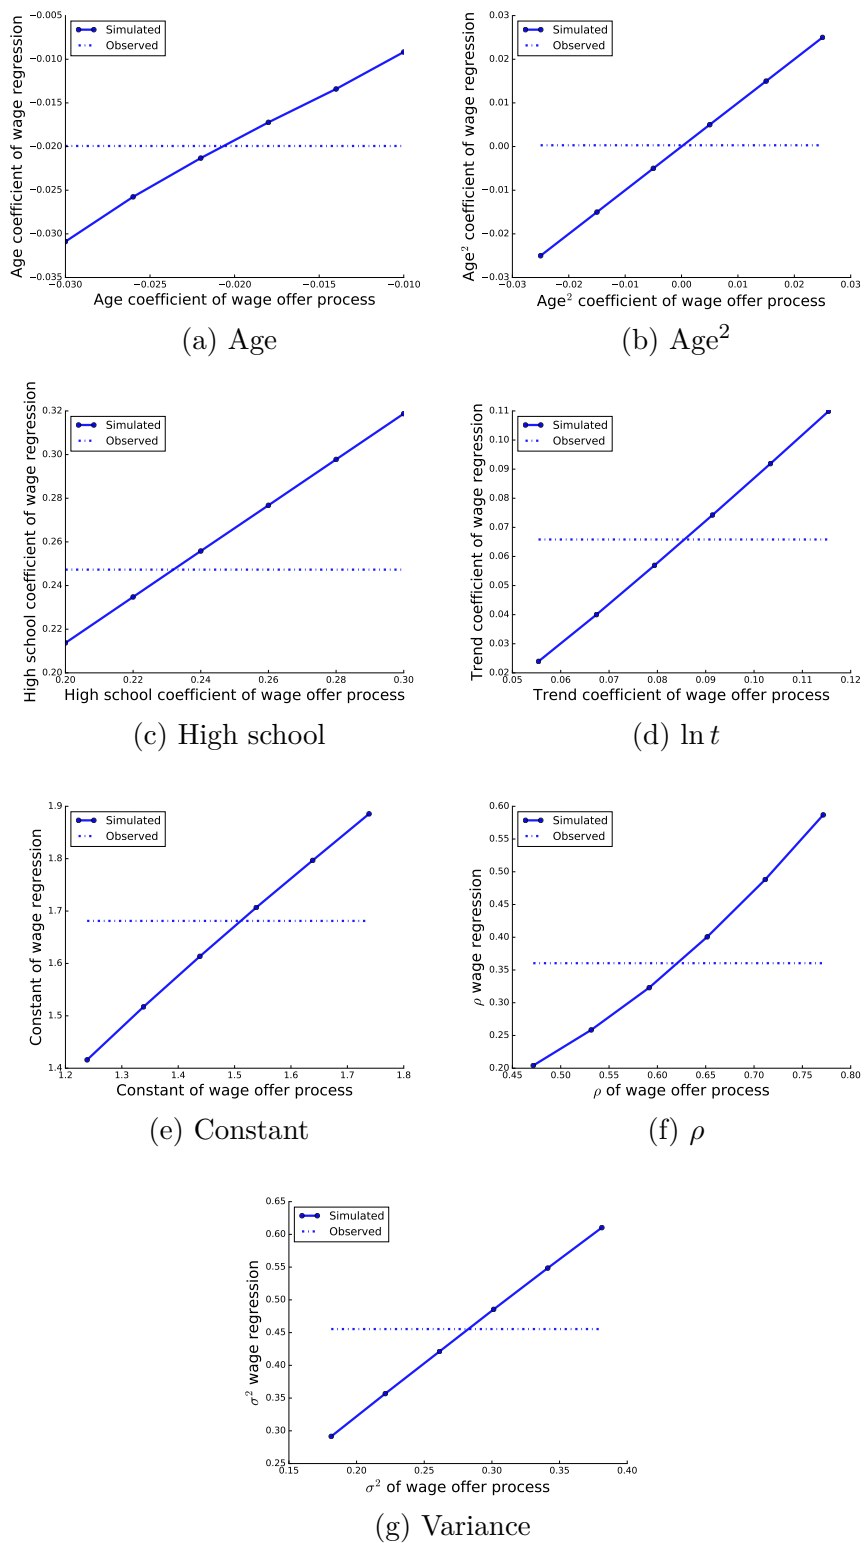 Age coefficient of wage regression
−0.005
−0.010
−0.015
−0.020
−0.025
−0.030
−0.035
Simulated
Observed
−0.030 −0.025 −0.020 −0.015 −0.010
Age coefficient of wage offer process
(a) Age
Age² coefficient of wage regression
0.03
0.02
0.01
0.00
−0.01
−0.02
−0.03
Simulated
Observed
−0.03 −0.02 −0.01 0.00 0.01 0.02 0.03
Age² coefficient of wage offer process
(b) Age²
High school coefficient of wage regression
0.32
0.30
0.28
0.26
0.24
0.22
0.20
Simulated
Observed
0.20 0.22 0.24 0.26 0.28 0.30
High school coefficient of wage offer process
(c) High school
Trend coefficient of wage regression
0.11
0.10
0.09
0.08
0.07
0.06
0.05
0.04
0.03
0.02
Simulated
Observed
0.05 0.06 0.07 0.08 0.09 0.10 0.11 0.12
Trend coefficient of wage offer process
(d) ln t
Constant of wage regression
1.9
1.8
1.7
1.6
1.5
1.4
Simulated
Observed
1.2 1.3 1.4 1.5 1.6 1.7 1.8
Constant of wage offer process
(e) Constant
ρ wage regression
0.60
0.55
0.50
0.45
0.40
0.35
0.30
0.25
0.20
Simulated
Observed
0.45 0.50 0.55 0.60 0.65 0.70 0.75 0.80
ρ of wage offer process
(f) ρ
σ² wage regression
0.65
0.60
0.55
0.50
0.45
0.40
0.35
0.30
0.25
Simulated
Observed
0.15 0.20 0.25 0.30 0.35 0.40
σ² of wage offer process
(g) Variance